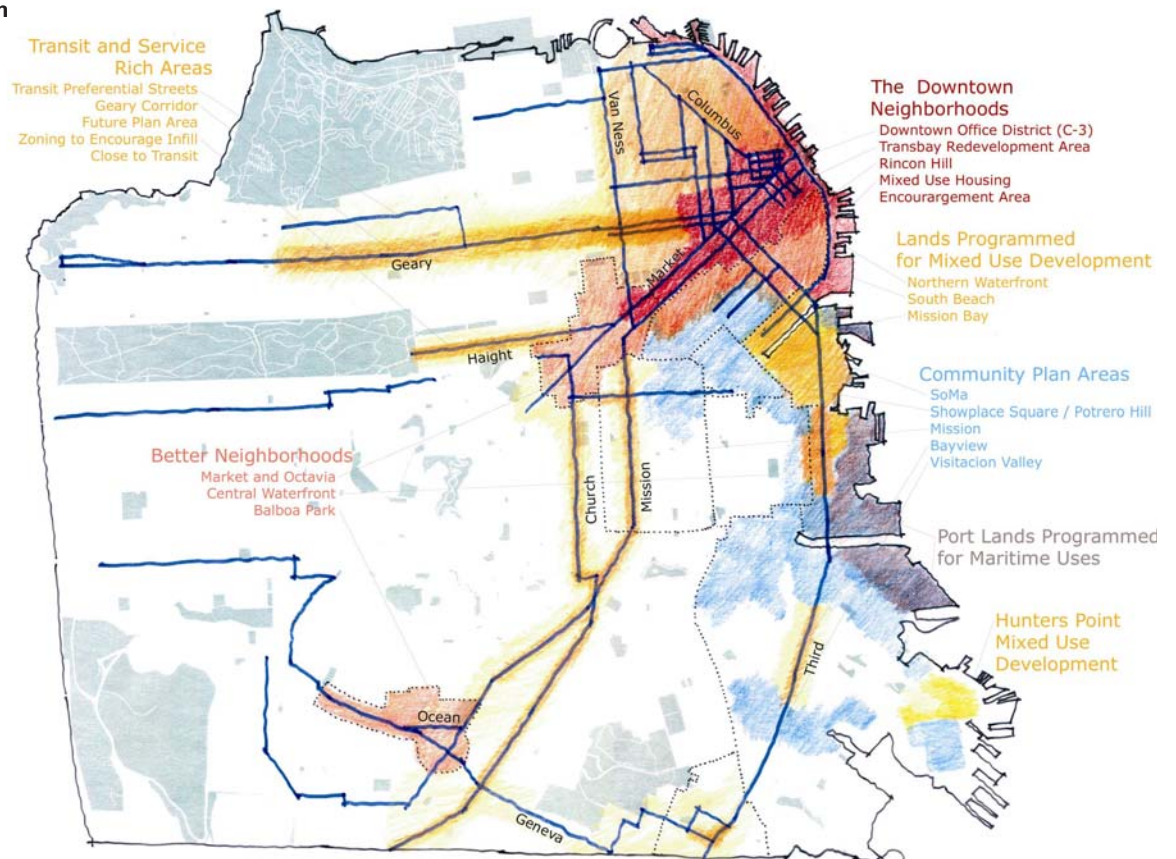 n
Transit and Service
Rich Areas
Transit Preferential Streets
Geary Corridor
Future Plan Area
Zoning to Encourage Infill
Close to Transit
The Downtown
Neighborhoods
Downtown Office District (C-3)
Transbay Redevelopment Area
Rincon Hill
Mixed Use Housing
Encourargement Area
Lands Programmed
for Mixed Use Development
Northern Waterfront
South Beach
Mission Bay
Community Plan Areas
SoMa
Showplace Square / Potrero Hill
Mission
Bayview
Visitacion Valley
Better Neighborhoods
Market and Octavia
Central Waterfront
Balboa Park
Port Lands Programmed
for Maritime Uses
Hunters Point
Mixed Use
Development
Van Ness
Columbus
Geary
Market
Haight
Church
Mission
Third
Ocean
Geneva